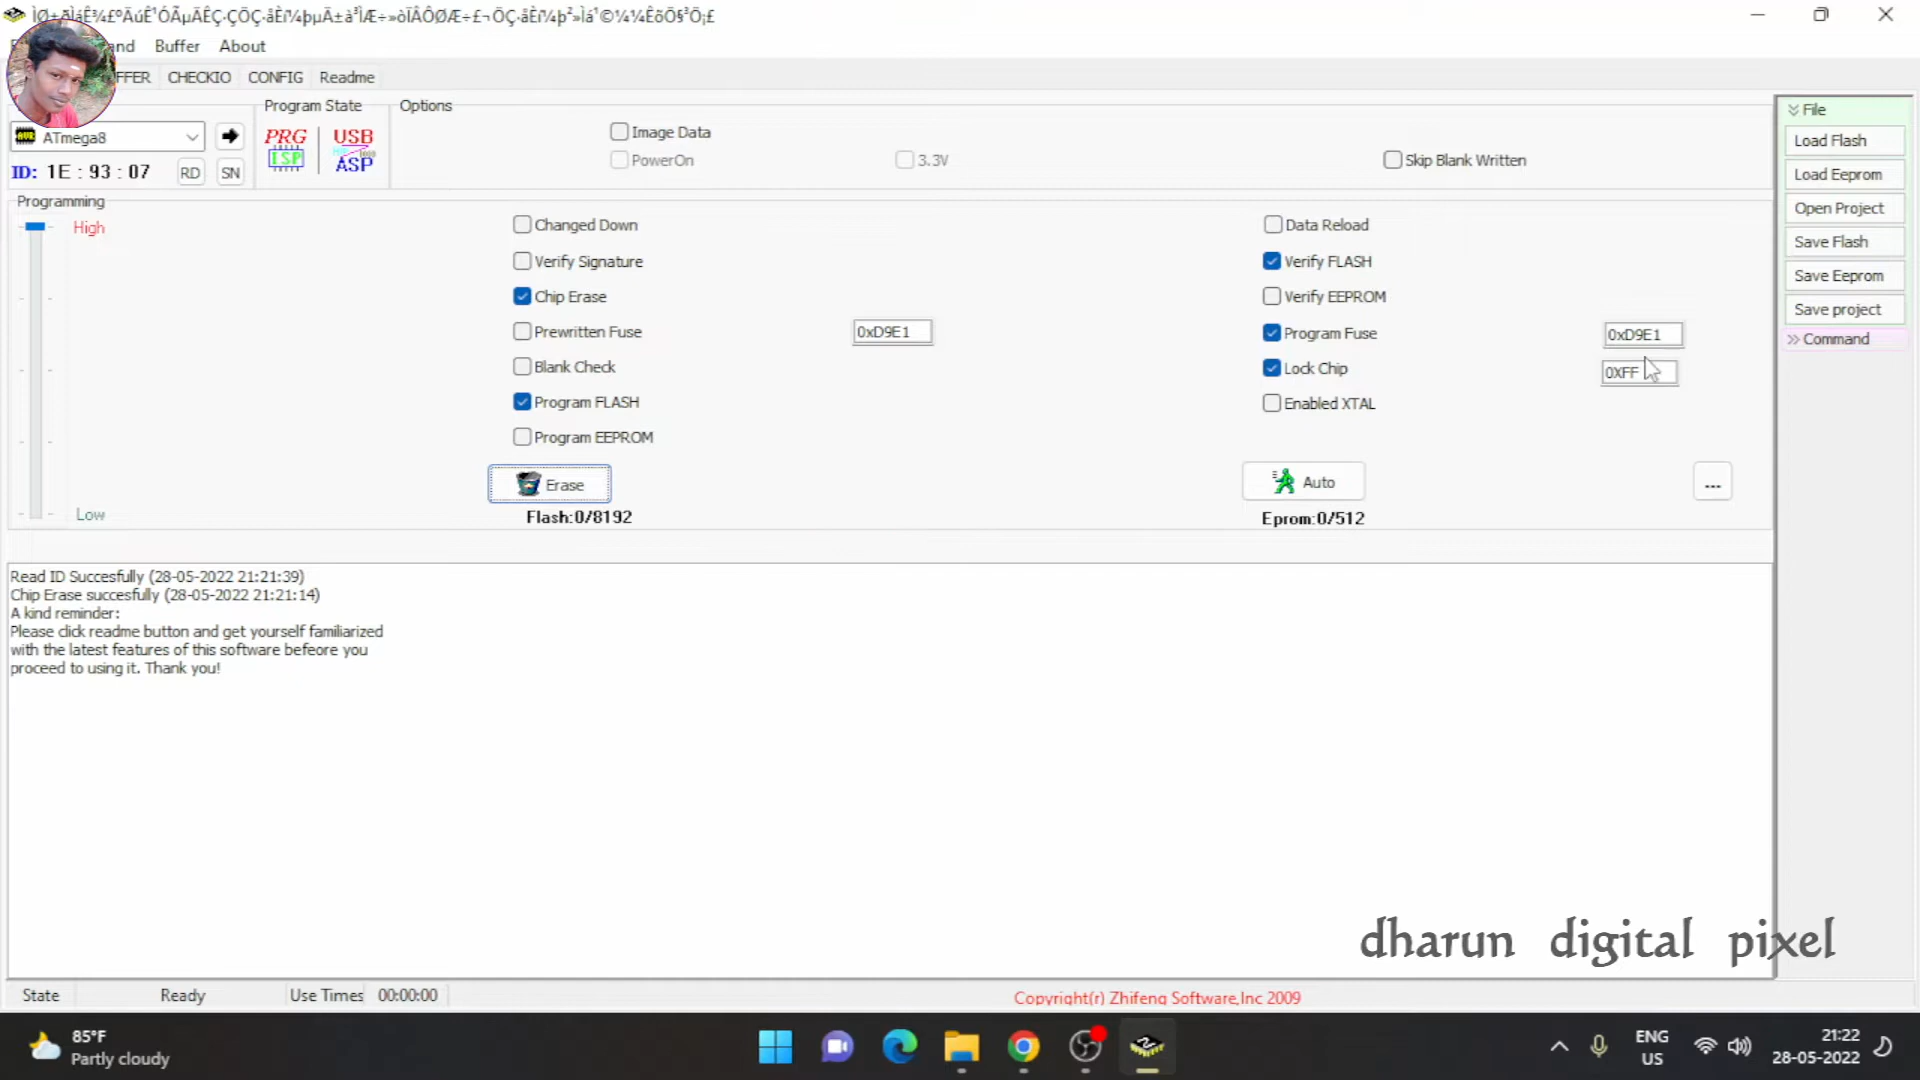 Buffer About
CHECKIO CONFIG Readme
Program State Options
ATmega8
PRG ISP USB ASP
Image Data
PowerOn 3.3V Skip Blank Written
ID: 1E : 93 : 07 RD SN
Programming
High
Low
Changed Down
Verify Signature
Chip Erase
Prewritten Fuse 0xD9E1
Blank Check
Program FLASH
Program EEPROM
Erase
Flash:0/8192
Data Reload
Verify FLASH
Verify EEPROM
Program Fuse 0xD9E1
Lock Chip 0XFF
Enabled XTAL
Auto ...
Eprom:0/512
File
Load Flash
Load Eeprom
Open Project
Save Flash
Save Eeprom
Save project
Command
Read ID Succesfully (28-05-2022 21:21:39)
Chip Erase succesfully (28-05-2022 21:21:14)
A kind reminder:
Please click readme button and get yourself familiarized
with the latest features of this software befeore you
proceed to using it. Thank you!
dharun digital pixel
State Ready Use Times 00:00:00 Copyright(r) Zhifeng Software,Inc 2009
85°F
Partly cloudy
ENG
US
21:22
28-05-2022